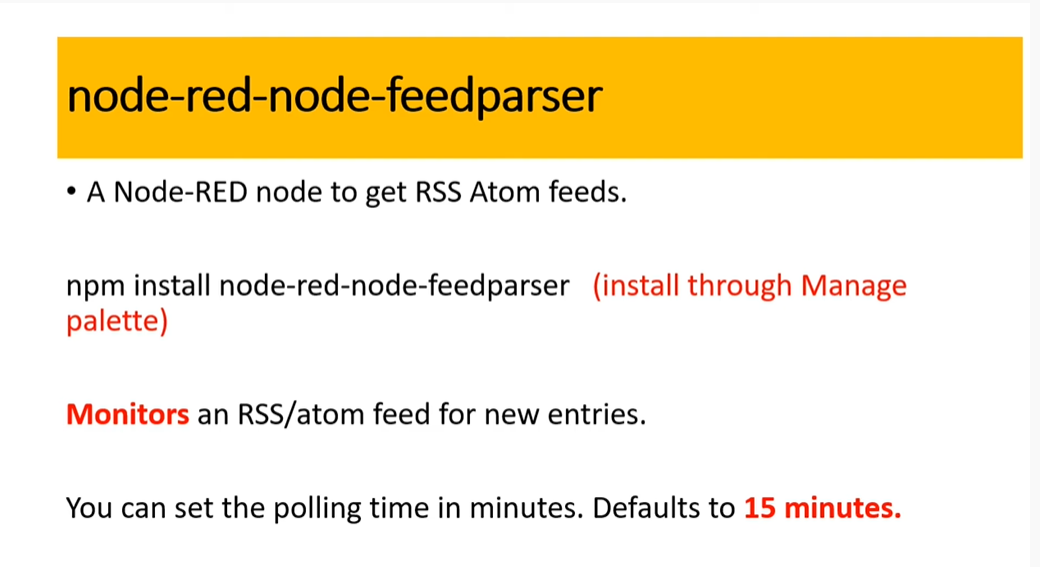 node-red-node-feedparser
• A Node-RED node to get RSS Atom feeds.
npm install node-red-node-feedparser (install through Manage
palette)
Monitors an RSS/atom feed for new entries.
You can set the polling time in minutes. Defaults to 15 minutes.